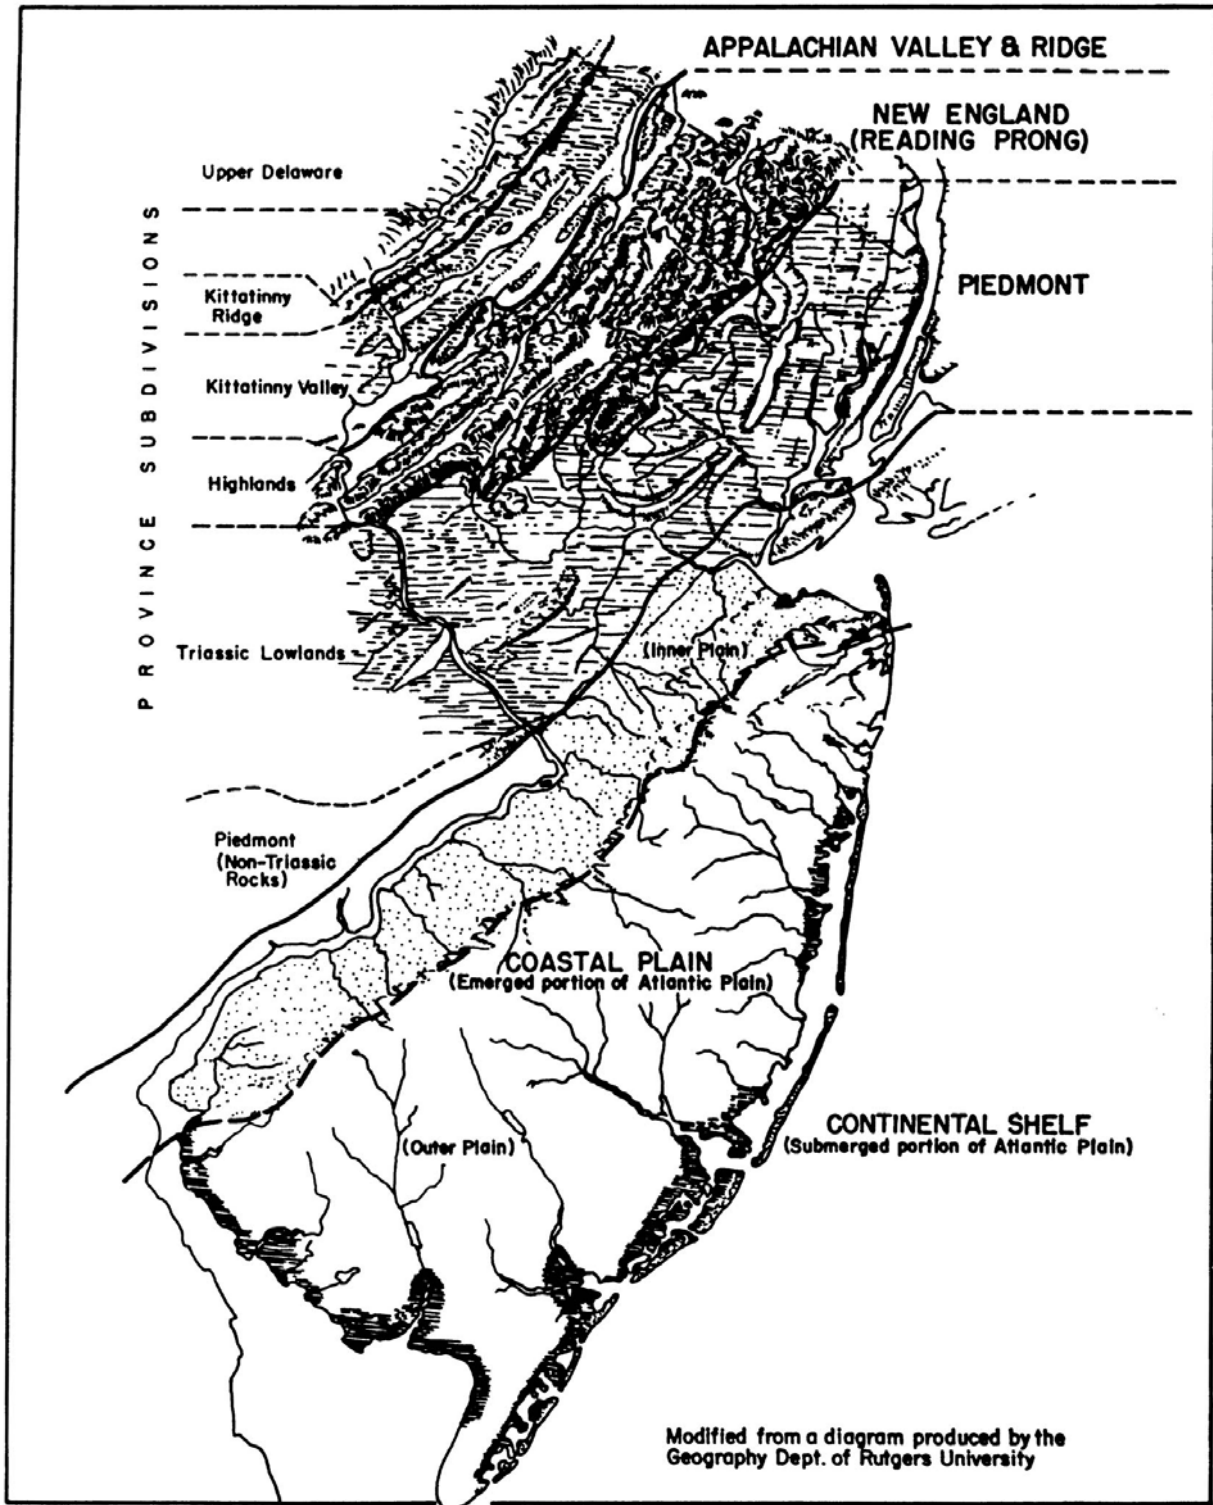 APPALACHIAN VALLEY & RIDGE
NEW ENGLAND
(READING PRONG)
PIEDMONT
PROVINCE SUBDIVISIONS
Upper Delaware
Kittatinny
Ridge
Kittatinny Valley
Highlands
Triassic Lowlands
(Inner Plain)
Piedmont
(Non-Triassic
Rocks)
COASTAL PLAIN
(Emerged portion of Atlantic Plain)
(Outer Plain)
CONTINENTAL SHELF
(Submerged portion of Atlantic Plain)
Modified from a diagram produced by the
Geography Dept. of Rutgers University